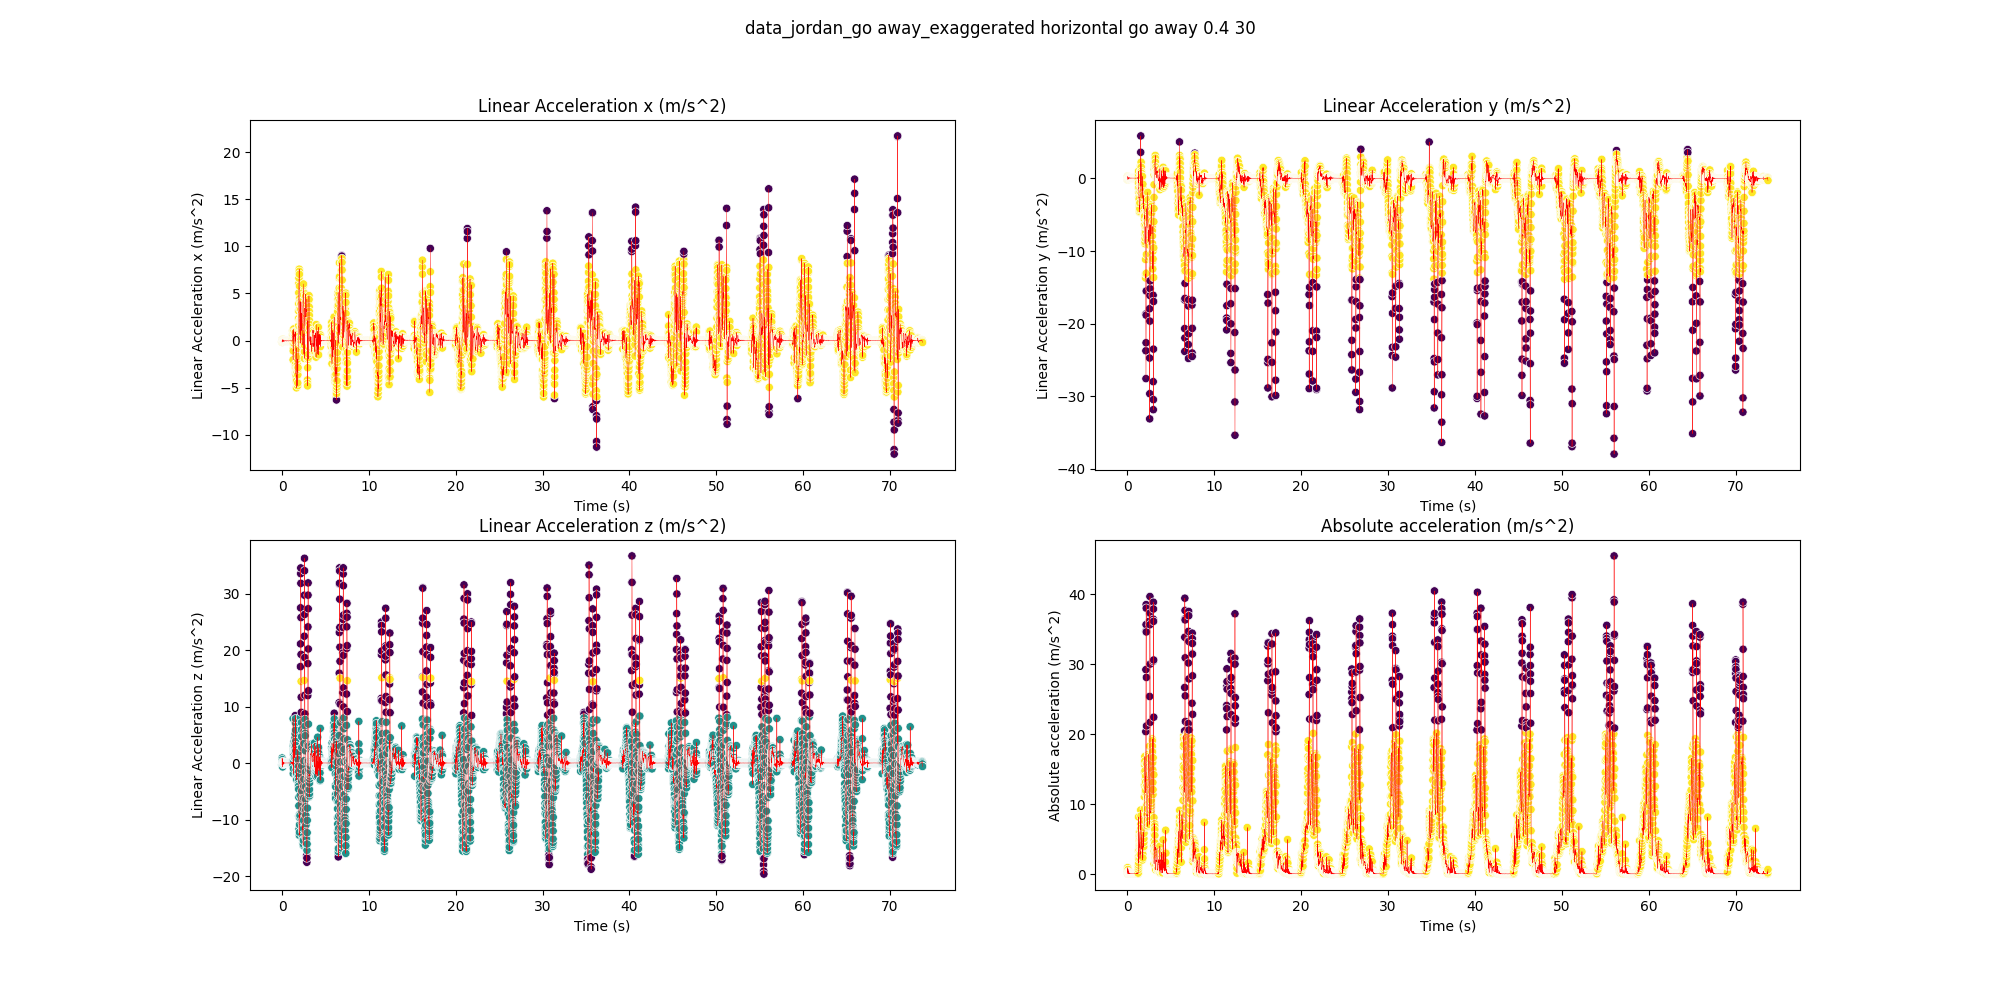 data_jordan_go away_exaggerated horizontal go away 0.4 30
Linear Acceleration x (m/s^2)
Linear Acceleration x (m/s^2)
20
15
10
5
0
−5
−10
0 10 20 30 40 50 60 70
Time (s)
Linear Acceleration y (m/s^2)
Linear Acceleration y (m/s^2)
0
−10
−20
−30
−40
0 10 20 30 40 50 60 70
Time (s)
Linear Acceleration z (m/s^2)
Linear Acceleration z (m/s^2)
30
20
10
0
−10
−20
0 10 20 30 40 50 60 70
Time (s)
Absolute acceleration (m/s^2)
Absolute acceleration (m/s^2)
40
30
20
10
0
0 10 20 30 40 50 60 70
Time (s)